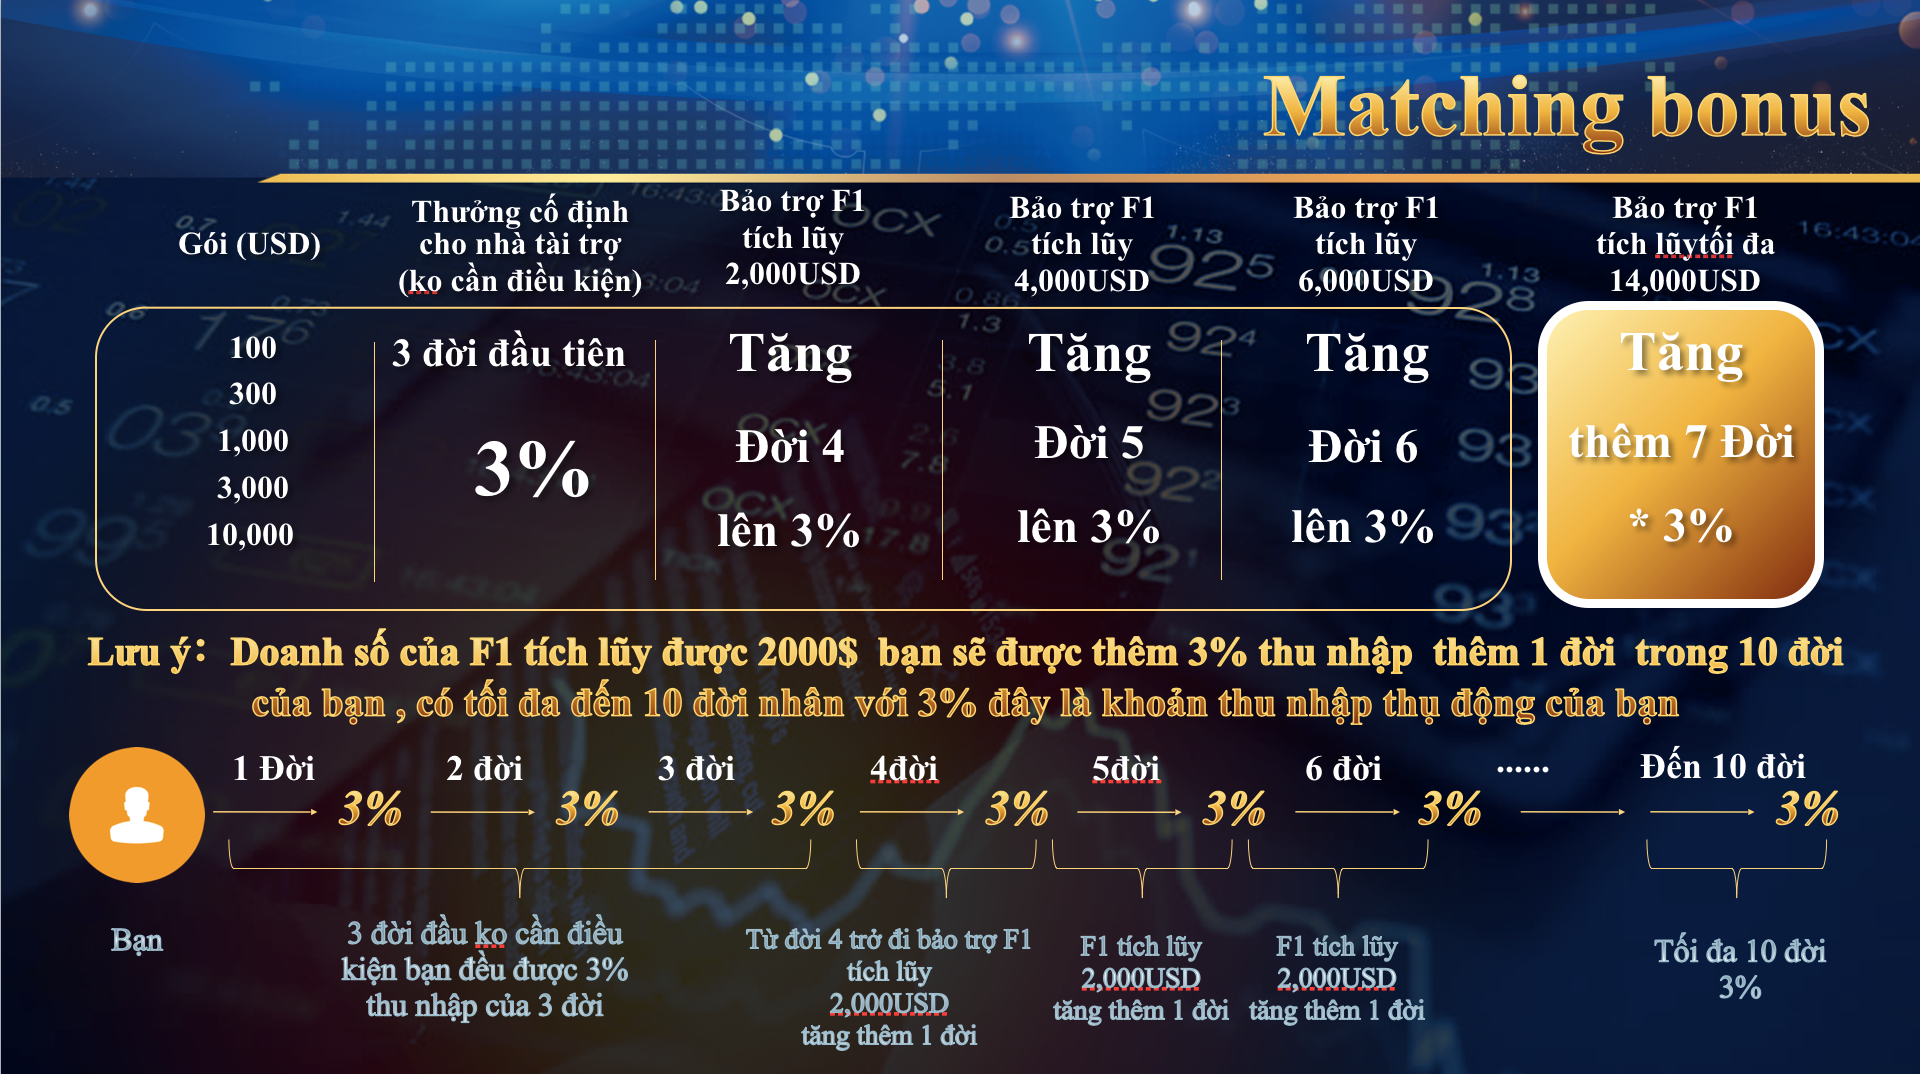 Matching bonus
Gói (USD)
Thưởng cố định
cho nhà tài trợ
(ko cần điều kiện)
Bảo trợ F1
tích lũy
2,000USD
Bảo trợ F1
tích lũy
4,000USD
Bảo trợ F1
tích lũy
6,000USD
Bảo trợ F1
tích lũytối đa
14,000USD
100
300
1,000
3,000
10,000
3 đời đầu tiên
3%
Tăng
Đời 4
lên 3%
Tăng
Đời 5
lên 3%
Tăng
Đời 6
lên 3%
Tăng
thêm 7 Đời
* 3%
Lưu ý: Doanh số của F1 tích lũy được 2000$ bạn sẽ được thêm 3% thu nhập thêm 1 đời trong 10 đời
của bạn , có tối đa đến 10 đời nhân với 3% đây là khoản thu nhập thụ động của bạn
1 Đời
3%
2 đời
3%
3 đời
3%
4đời
3%
5đời
3%
6 đời
3%
......
Đến 10 đời
3%
Bạn
3 đời đầu ko cần điều
kiện bạn đều được 3%
thu nhập của 3 đời
Từ đời 4 trở đi bảo trợ F1
tích lũy
2,000USD
tăng thêm 1 đời
F1 tích lũy
2,000USD
tăng thêm 1 đời
F1 tích lũy
2,000USD
tăng thêm 1 đời
Tối đa 10 đời
3%